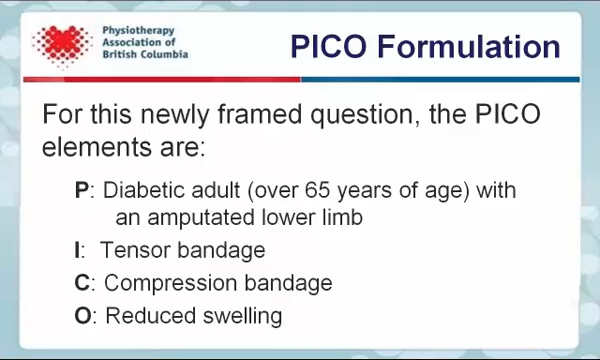 Physiotherapy
Association of
British Columbia
PICO Formulation
For this newly framed question, the PICO
elements are:
P: Diabetic adult (over 65 years of age) with
an amputated lower limb
I: Tensor bandage
C: Compression bandage
O: Reduced swelling